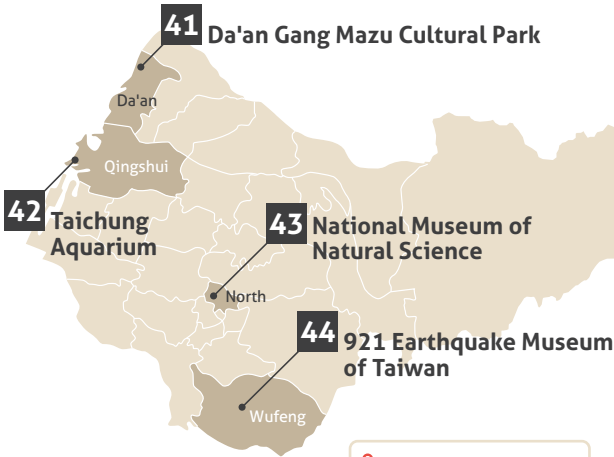 41 Da'an Gang Mazu Cultural Park
Da'an
Qingshui
42 Taichung
Aquarium
43 National Museum of
Natural Science
North
44 921 Earthquake Museum
of Taiwan
Wufeng